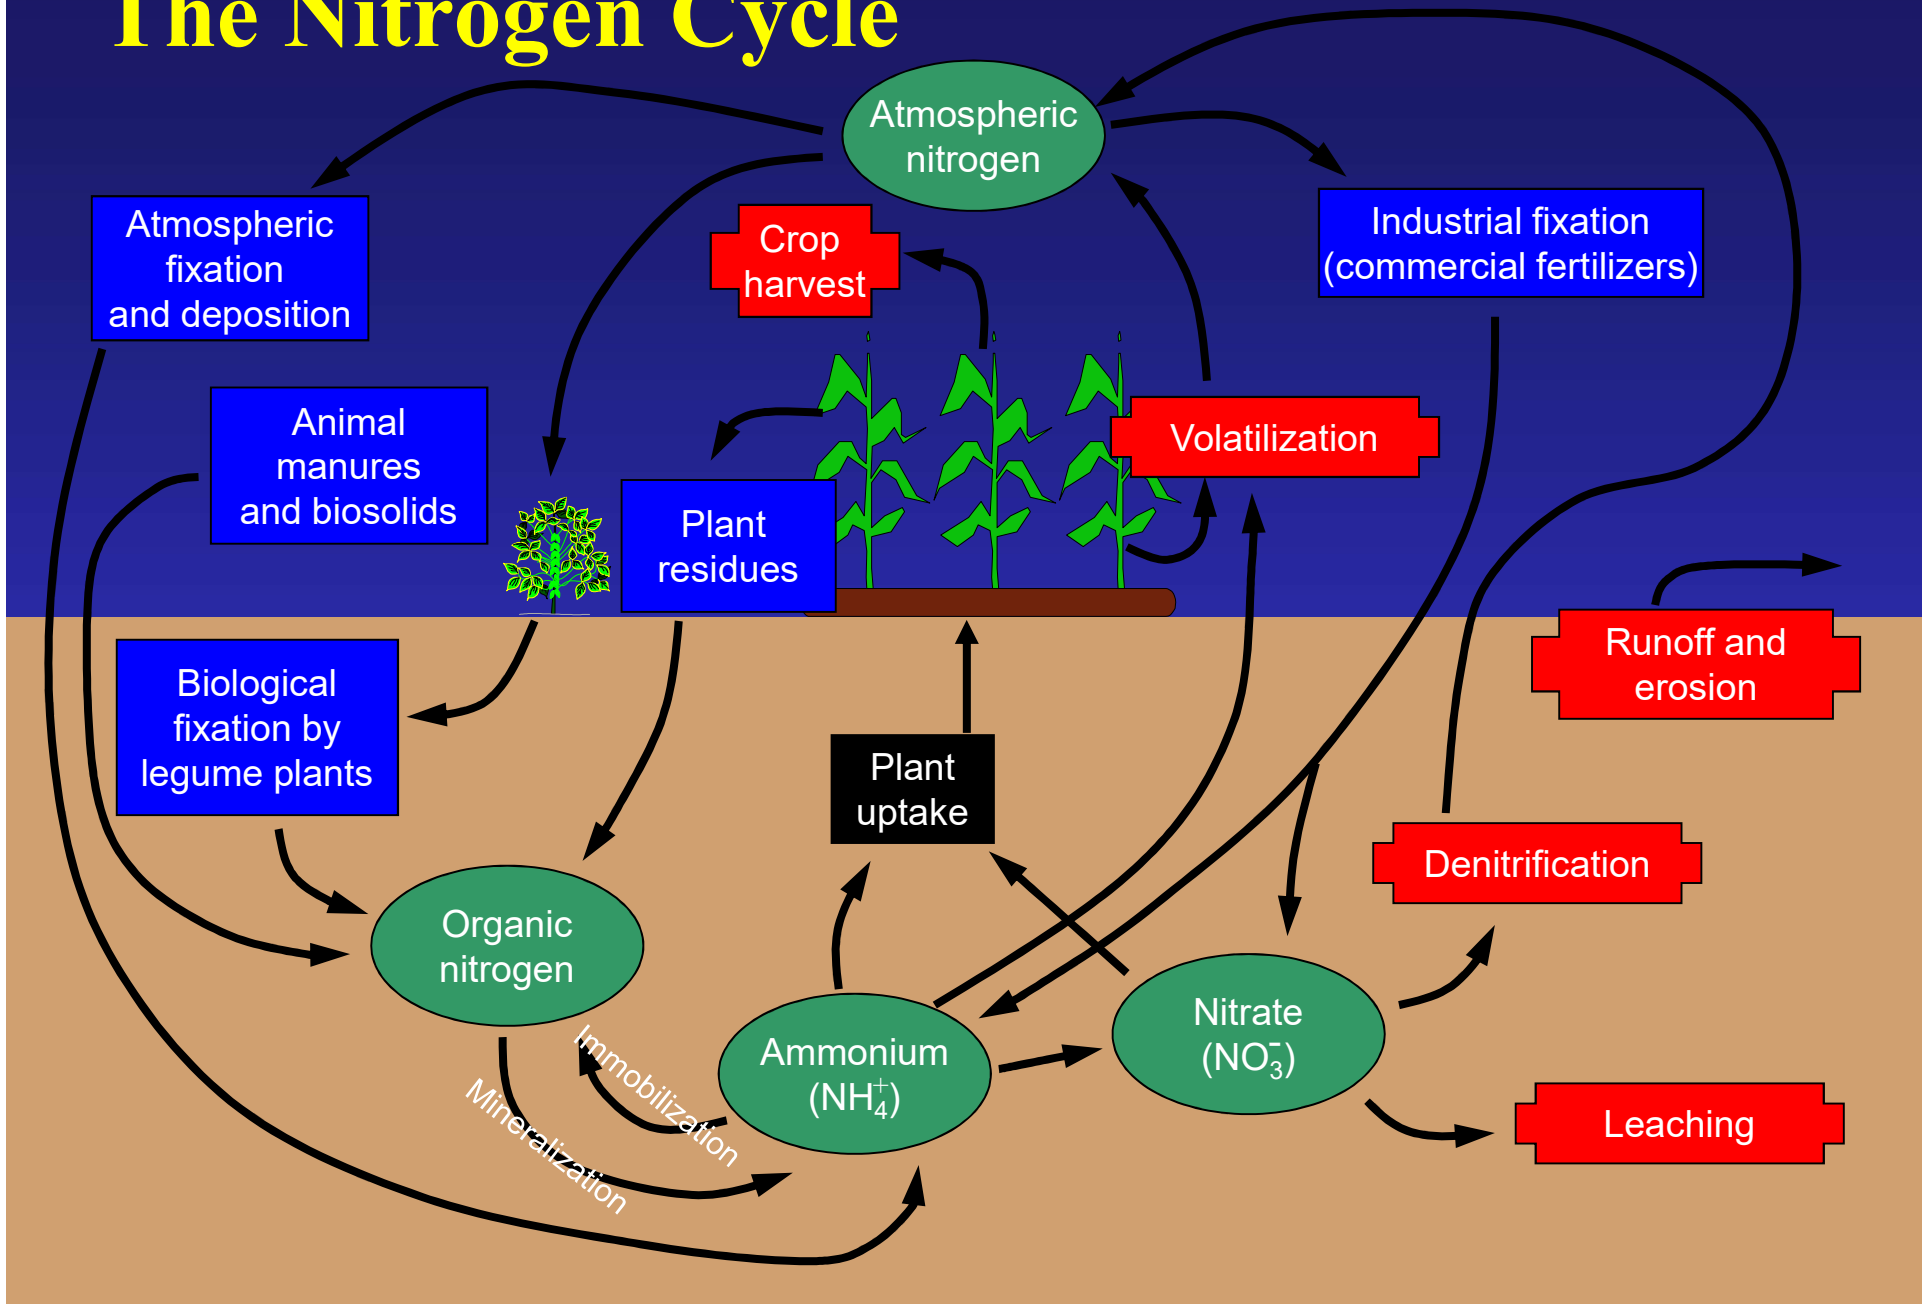 The Nitrogen Cycle
Atmospheric
nitrogen
Atmospheric
fixation
and deposition
Crop
harvest
Industrial fixation
(commercial fertilizers)
Animal
manures
and biosolids
Volatilization
Plant
residues
Runoff and
erosion
Biological
fixation by
legume plants
Plant
uptake
Denitrification
Organic
nitrogen
Immobilization
Mineralization
Ammonium
(NH₄⁺)
Nitrate
(NO₃⁻)
Leaching